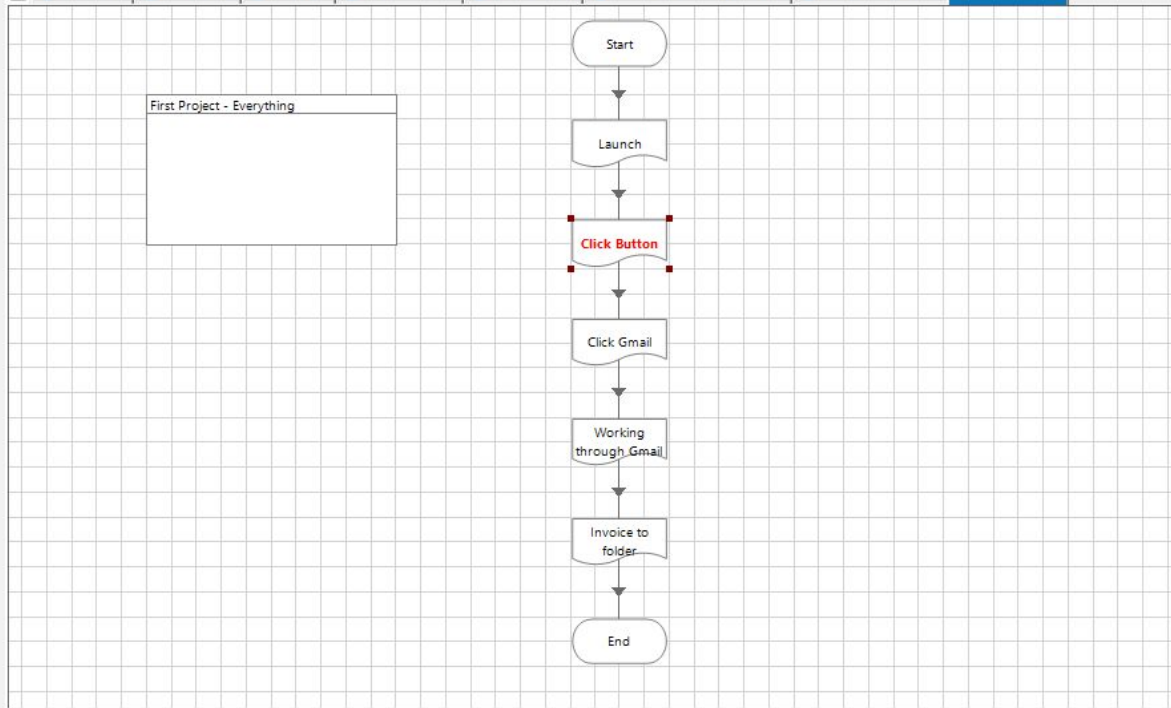 Start
First Project - Everything
Launch
Click Button
Click Gmail
Working
through Gmail
Invoice to
folder
End